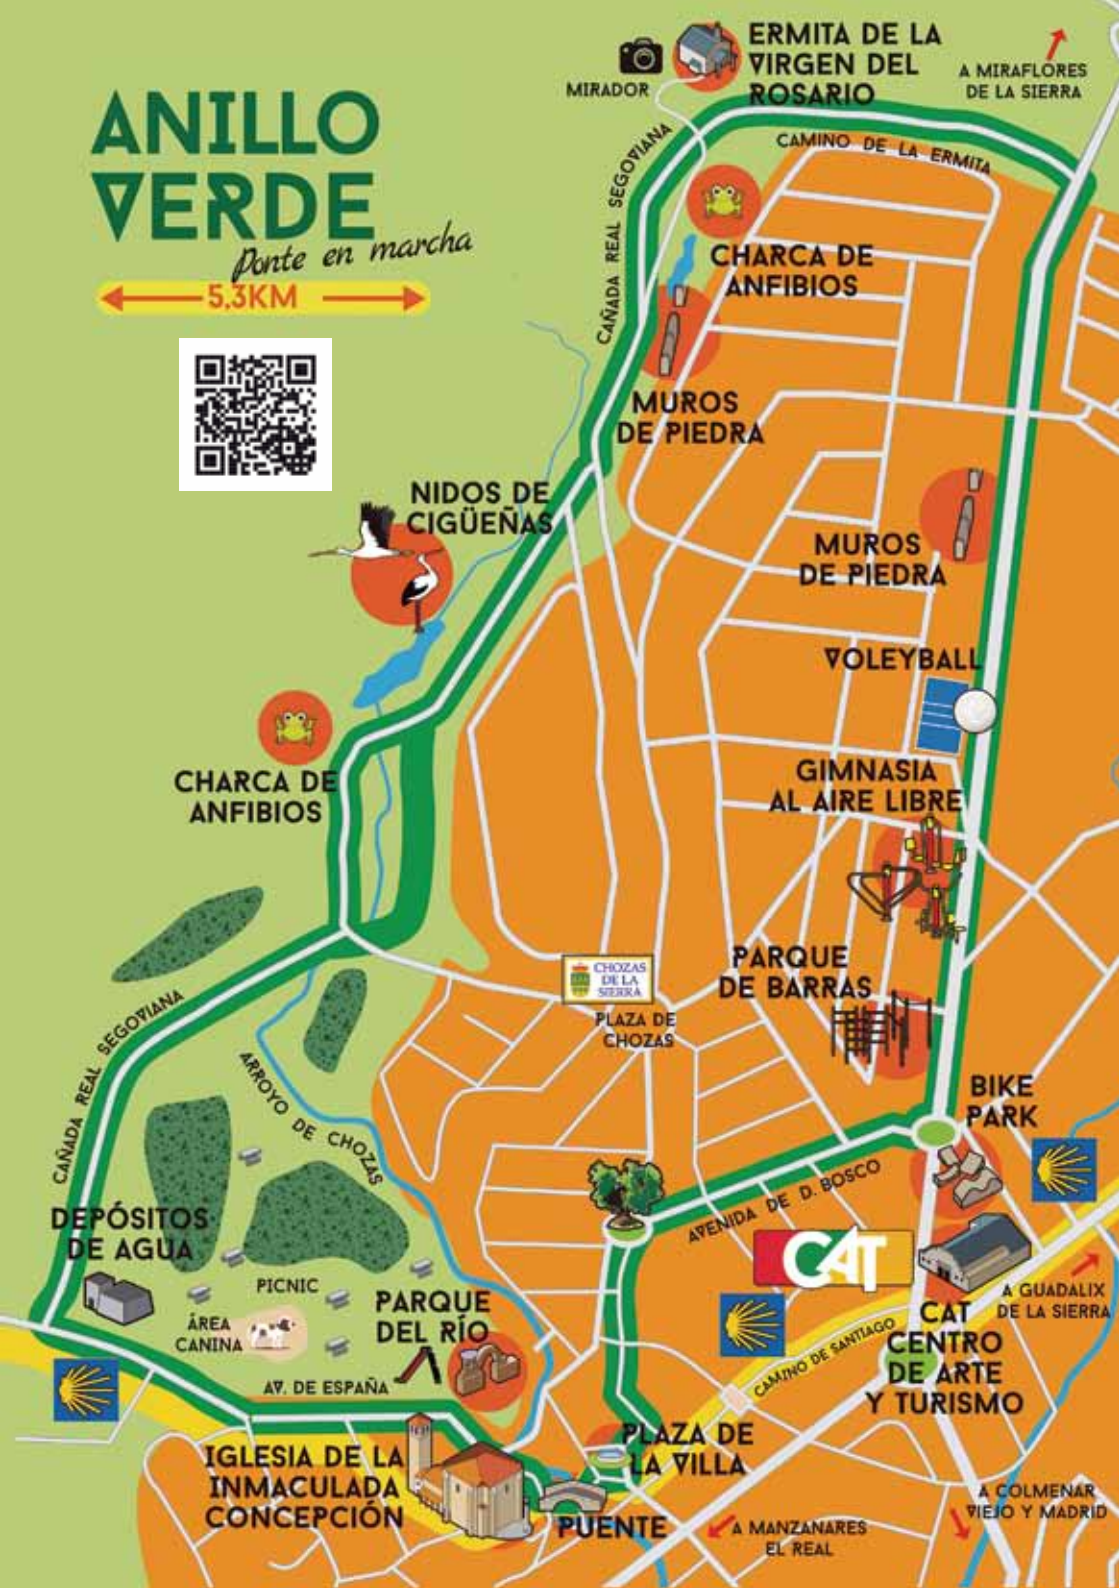 ANILLO
VERDE
Ponte en marcha
5,3KM
MIRADOR
ERMITA DE LA
VIRGEN DEL
ROSARIO
A MIRAFLORES
DE LA SIERRA
CAMINO DE LA ERMITA
CAÑADA REAL SEGOVIANA
CHARCA DE
ANFIBIOS
MUROS
DE PIEDRA
NIDOS DE
CIGÜEÑAS
MUROS
DE PIEDRA
VOLEYBALL
CHARCA DE
ANFIBIOS
GIMNASIA
AL AIRE LIBRE
PARQUE
DE BARRAS
CHOZAS
DE LA
SIERRA
PLAZA DE
CHOZAS
CAÑADA REAL SEGOVIANA
ARROYO DE CHOZAS
BIKE
PARK
AVENIDA DE D. BOSCO
DEPÓSITOS
DE AGUA
PICNIC
ÁREA
CANINA
PARQUE
DEL RÍO
AV. DE ESPAÑA
CAT
A GUADALIX
DE LA SIERRA
CAT
CENTRO
DE ARTE
Y TURISMO
CAMINO DE SANTIAGO
IGLESIA DE LA
INMACULADA
CONCEPCIÓN
PLAZA DE
LA VILLA
PUENTE
A MANZANARES
EL REAL
A COLMENAR
VIEJO Y MADRID